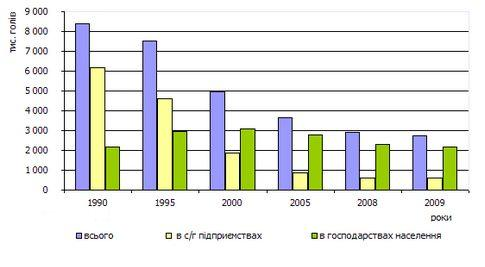 тис. голів
9 000
8 000
7 000
6 000
5 000
4 000
3 000
2 000
1 000
0
1990 1995 2000 2005 2008 2009
роки
всього в с/г підприємствах в господарствах населення